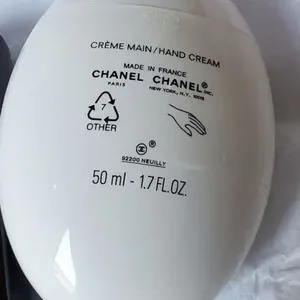 CRÈME MAIN/HAND CREAM
MADE IN FRANCE
CHANEL CHANEL® INC.
PARIS NEW YORK, N.Y. 10019
7
OTHER
92200 NEUILLY
50 ml - 1.7 FL.OZ.